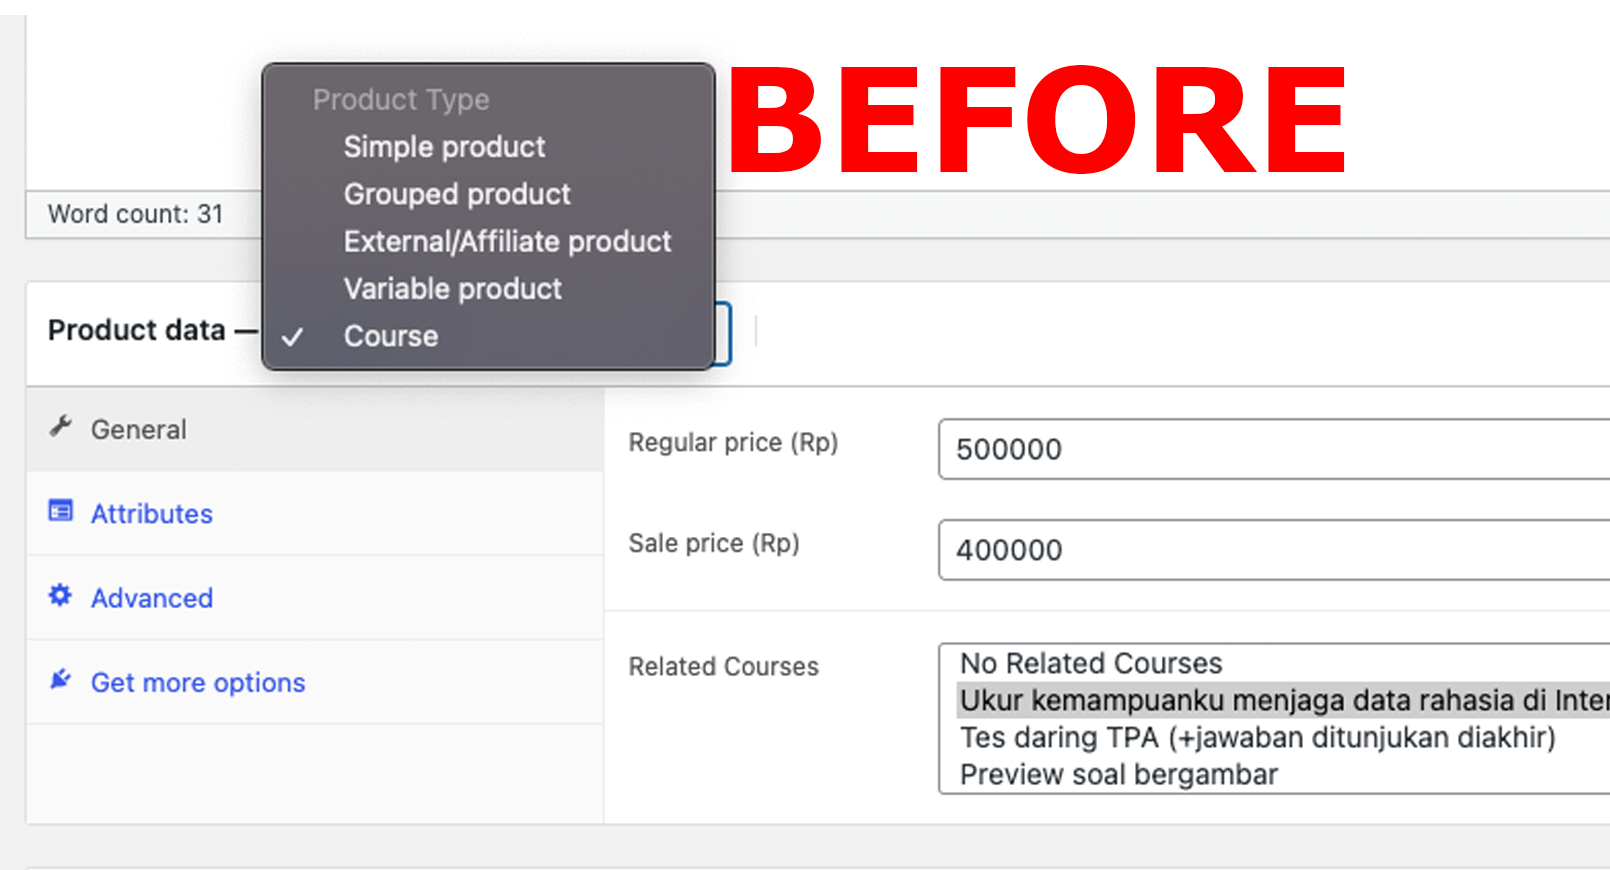 BEFORE
Product Type
Simple product
Grouped product
External/Affiliate product
Variable product
✓ Course
Word count: 31
Product data —
General
Attributes
Advanced
Get more options
Regular price (Rp)
500000
Sale price (Rp)
400000
Related Courses
No Related Courses
Ukur kemampuanku menjaga data rahasia di Inter
Tes daring TPA (+jawaban ditunjukan diakhir)
Preview soal bergambar